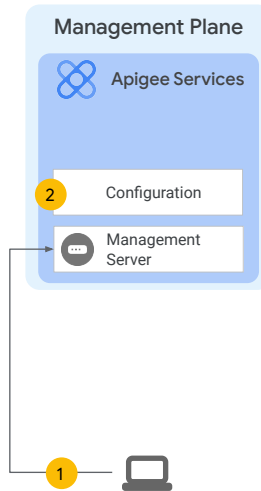 Management Plane
Apigee Services
2
Configuration
Management
Server
1